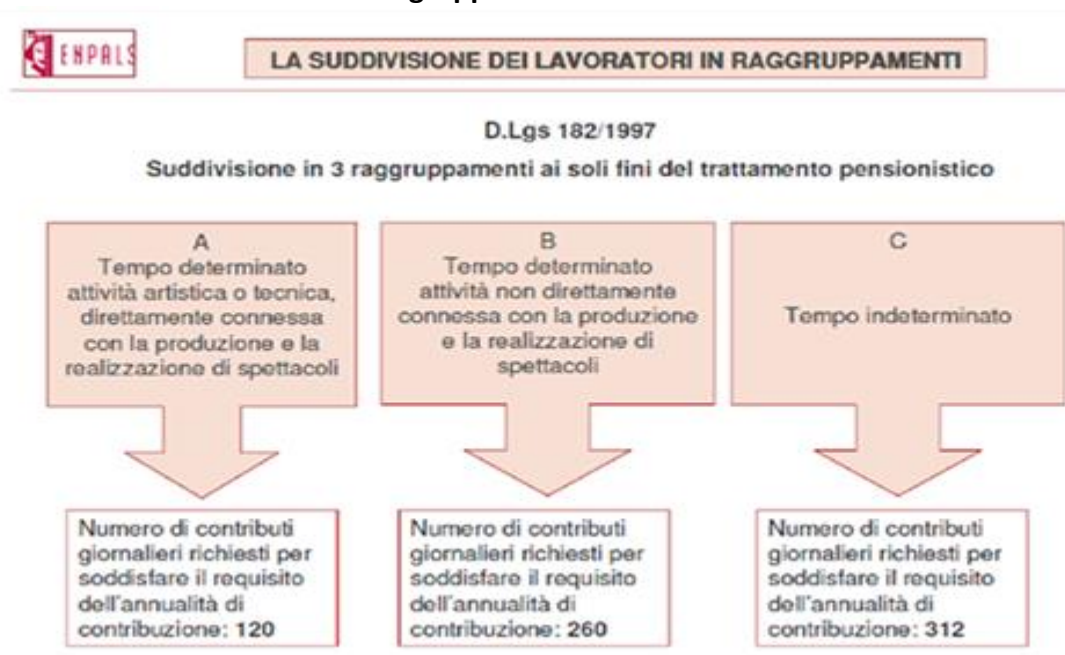 ENPALS
LA SUDDIVISIONE DEI LAVORATORI IN RAGGRUPPAMENTI
D.Lgs 182/1997
Suddivisione in 3 raggruppamenti ai soli fini del trattamento pensionistico
A
Tempo determinato
attività artistica o tecnica,
direttamente connessa
con la produzione e la
realizzazione di spettacoli
B
Tempo determinato
attività non direttamente
connessa con la produzione
e la realizzazione di
spettacoli
C
Tempo indeterminato
Numero di contributi
giornalieri richiesti per
soddisfare il requisito
dell'annualità di
contribuzione: 120
Numero di contributi
giornalieri richiesti per
soddisfare il requisito
dell'annualità di
contribuzione: 260
Numero di contributi
giornalieri richiesti per
soddisfare il requisito
dell'annualità di
contribuzione: 312